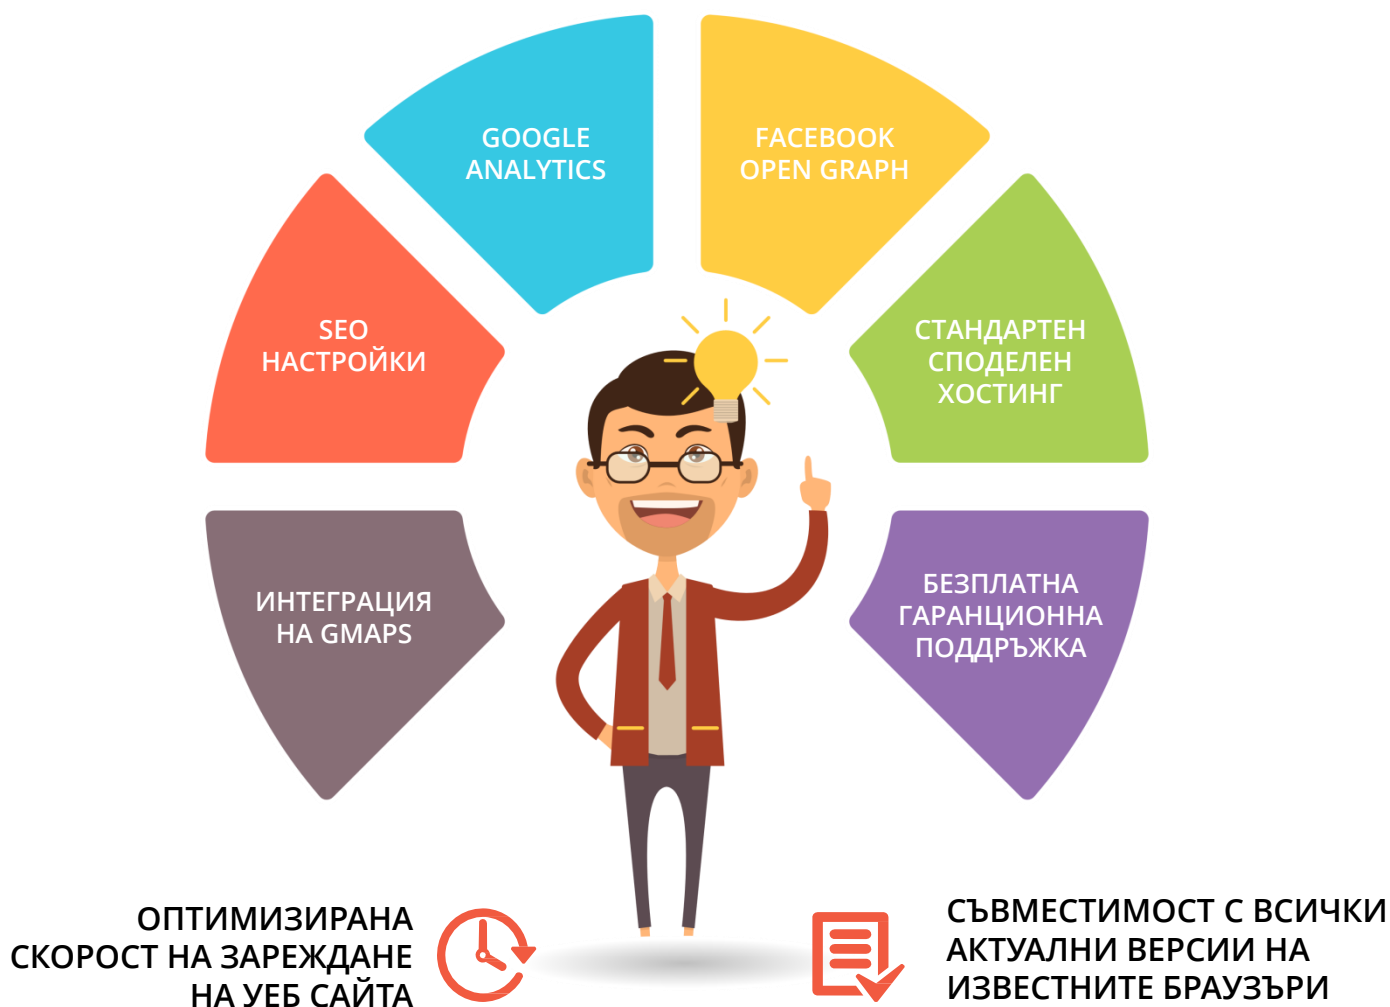 GOOGLE
ANALYTICS
FACEBOOK
OPEN GRAPH
SEO
НАСТРОЙКИ
СТАНДАРТЕН
СПОДЕЛЕН
ХОСТИНГ
ИНТЕГРАЦИЯ
НА GMAPS
БЕЗПЛАТНА
ГАРАНЦИОННА
ПОДДРЪЖКА
ОПТИМИЗИРАНА
СКОРОСТ НА ЗАРЕЖДАНЕ
НА УЕБ САЙТА
СЪВМЕСТИМОСТ С ВСИЧКИ
АКТУАЛНИ ВЕРСИИ НА
ИЗВЕСТНИТЕ БРАУЗЪРИ